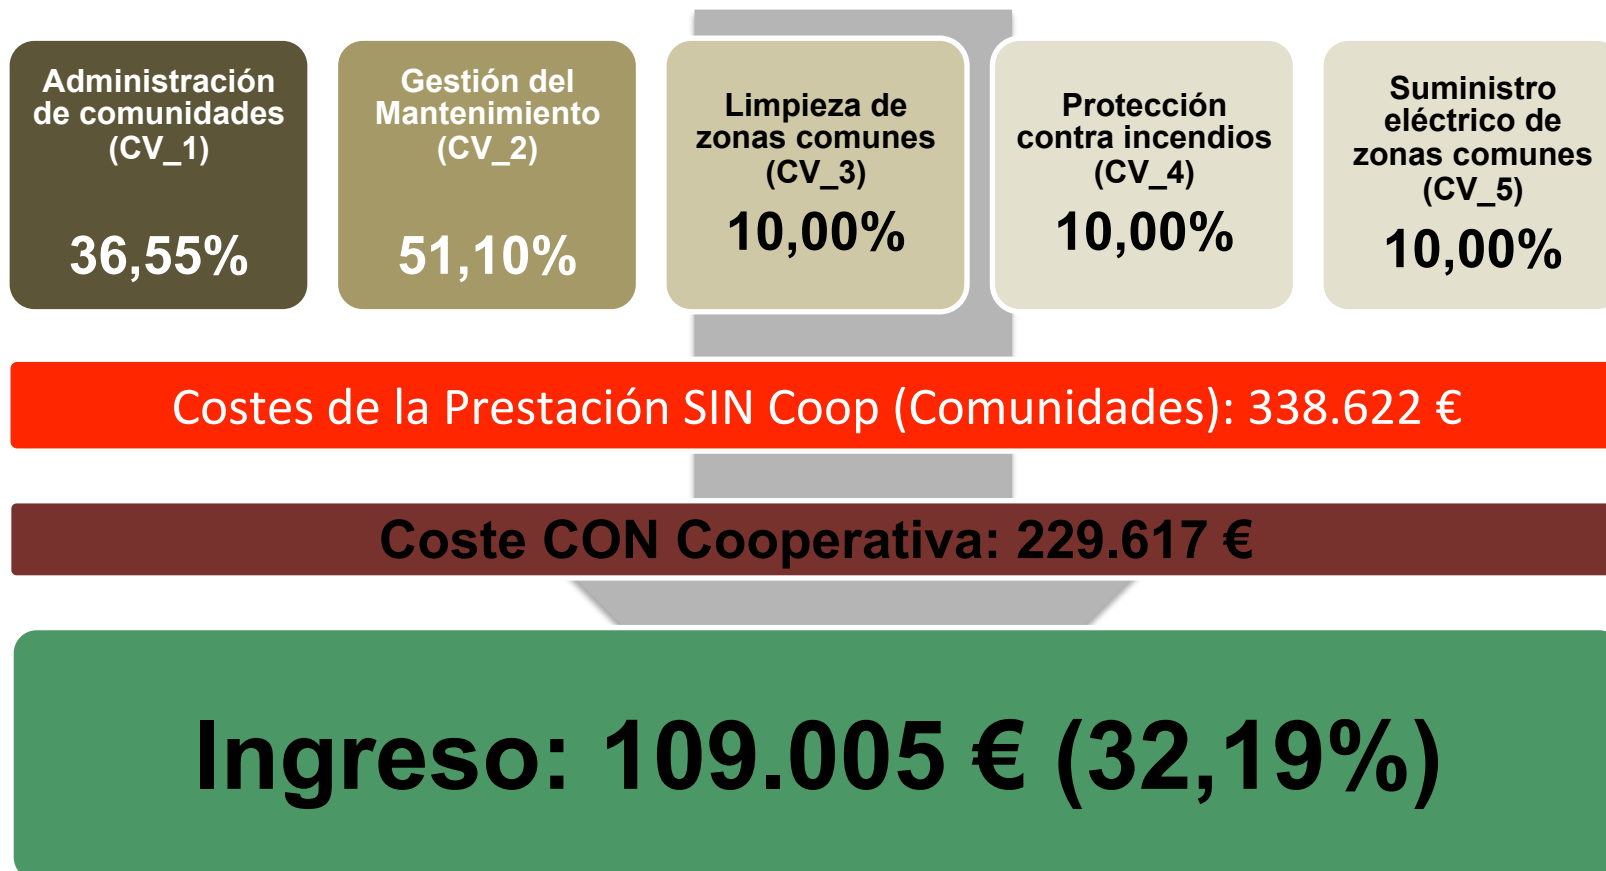 Administración
de comunidades
(CV_1)
36,55%
Gestión del
Mantenimiento
(CV_2)
51,10%
Limpieza de
zonas comunes
(CV_3)
10,00%
Protección
contra incendios
(CV_4)
10,00%
Suministro
eléctrico de
zonas comunes
(CV_5)
10,00%
Costes de la Prestación SIN Coop (Comunidades): 338.622 €
Coste CON Cooperativa: 229.617 €
Ingreso: 109.005 € (32,19%)